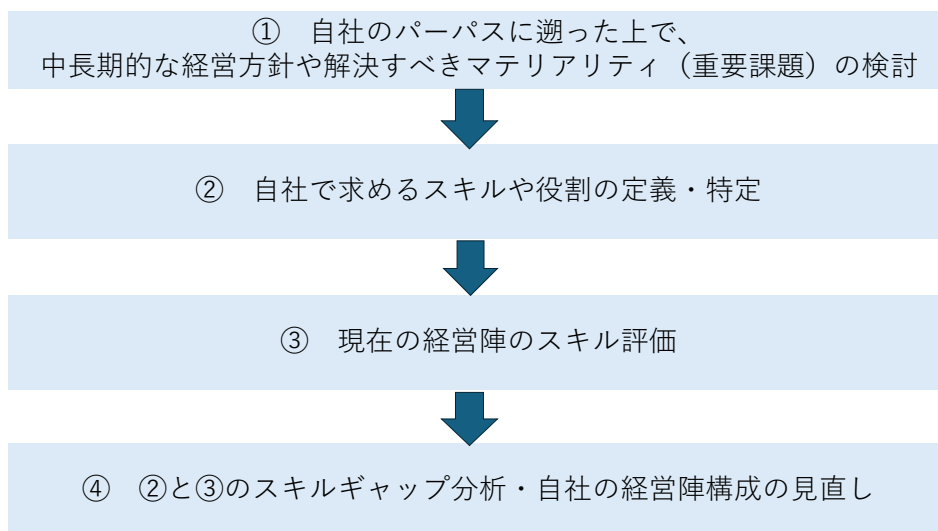 ①　自社のパーパスに遡った上で、
中長期的な経営方針や解決すべきマテリアリティ（重要課題）の検討
②　自社で求めるスキルや役割の定義・特定
③　現在の経営陣のスキル評価
④　②と③のスキルギャップ分析・自社の経営陣構成の見直し